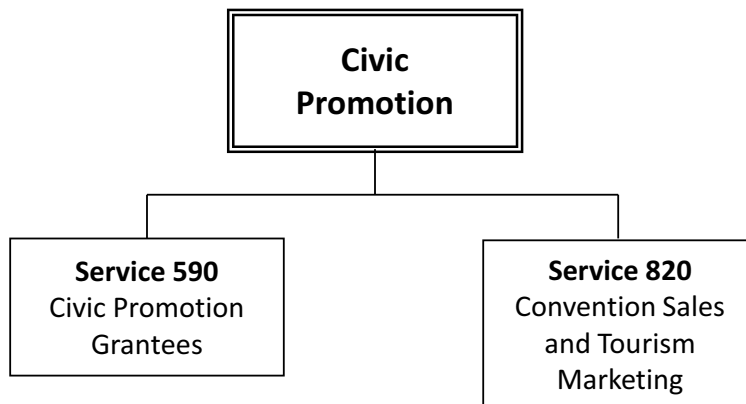 Civic
Promotion
Service 590
Civic Promotion
Grantees
Service 820
Convention Sales
and Tourism
Marketing